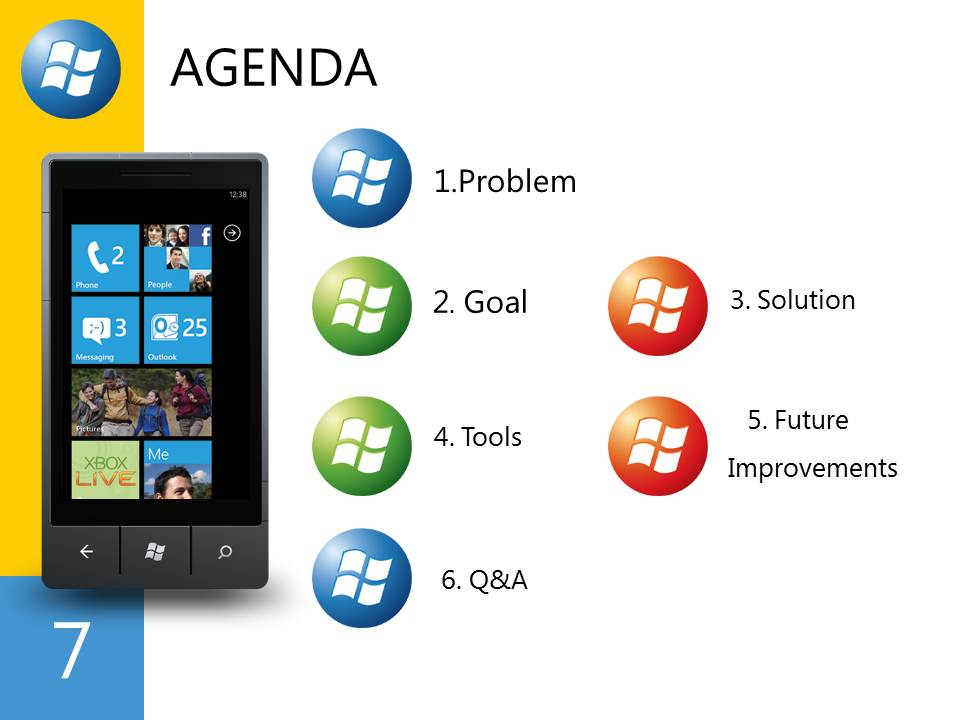 AGENDA
1.Problem
2. Goal
3. Solution
4. Tools
5. Future
Improvements
6. Q&A
12:38
2
Phone
f
People
;-) 3
Messaging
O 25
Outlook
Pictures
XBOX
LIVE
Me
7